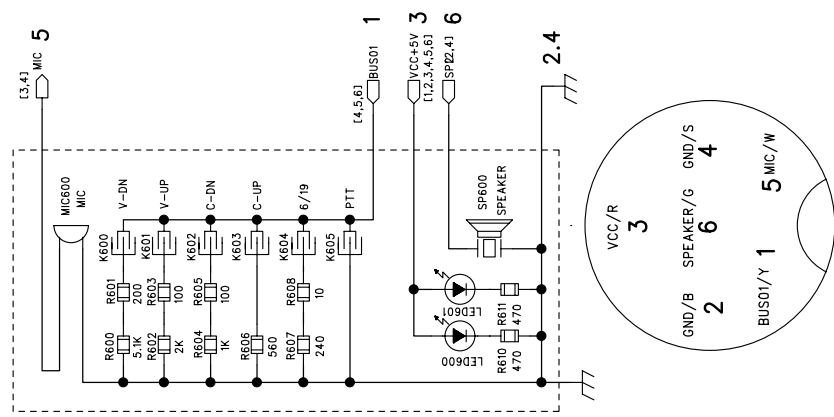 [3,4] MIC 5
[4,5,6] BUS01 1
VCC+5V 3
[1,2,3,4,5,6]
6
2.4
MIC600
MIC
V-DN
V-UP
C-DN
C-UP
6/19
PTT
K600
K601
K602
K603
K604
K605
R601
200
R603
100
R605
100
R608
10
R600
5.1K
R602
2K
R604
1K
R606
560
R607
240
SP600
SPEAKER
LED601
LED600
R611
470
R610
470
VCC/R
3
GND/B
2
SPEAKER/G
6
GND/S
4
BUS01/Y
1
5 MIC/W